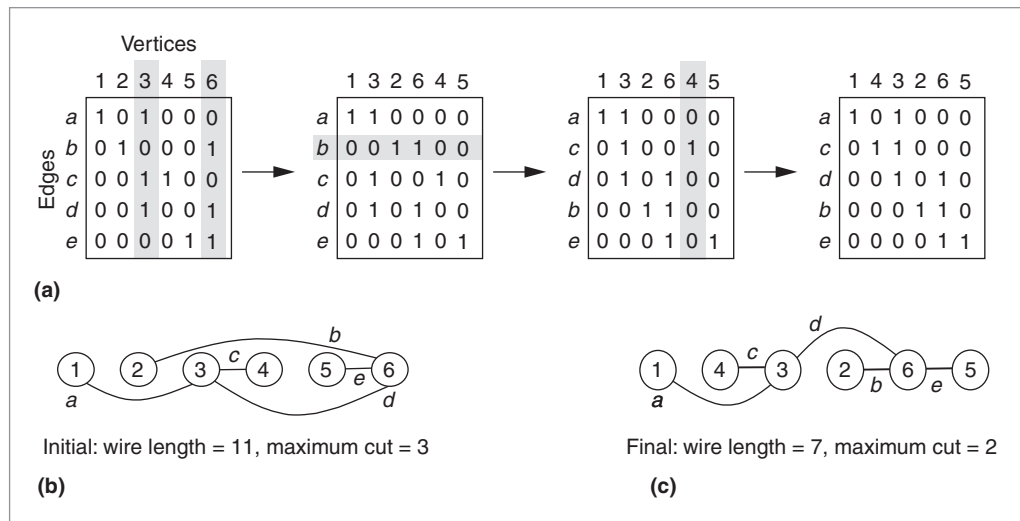 Vertices
1 2 3 4 5 6
1 3 2 6 4 5
1 3 2 6 4 5
1 4 3 2 6 5
Edges
a 1 0 1 0 0 0
b 0 1 0 0 0 1
c 0 0 1 1 0 0
d 0 0 1 0 0 1
e 0 0 0 0 1 1
a 1 1 0 0 0 0
b 0 0 1 1 0 0
c 0 1 0 0 1 0
d 0 1 0 1 0 0
e 0 0 0 1 0 1
a 1 1 0 0 0 0
c 0 1 0 0 1 0
d 0 1 0 1 0 0
b 0 0 1 1 0 0
e 0 0 0 1 0 1
a 1 0 1 0 0 0
c 0 1 1 0 0 0
d 0 0 1 0 1 0
b 0 0 0 1 1 0
e 0 0 0 0 1 1
(a)
b
1 2 3 c 4 5 e 6
a
d
Initial: wire length = 11, maximum cut = 3
(b)
d
1 4 c 3 2 b 6 e 5
a
Final: wire length = 7, maximum cut = 2
(c)